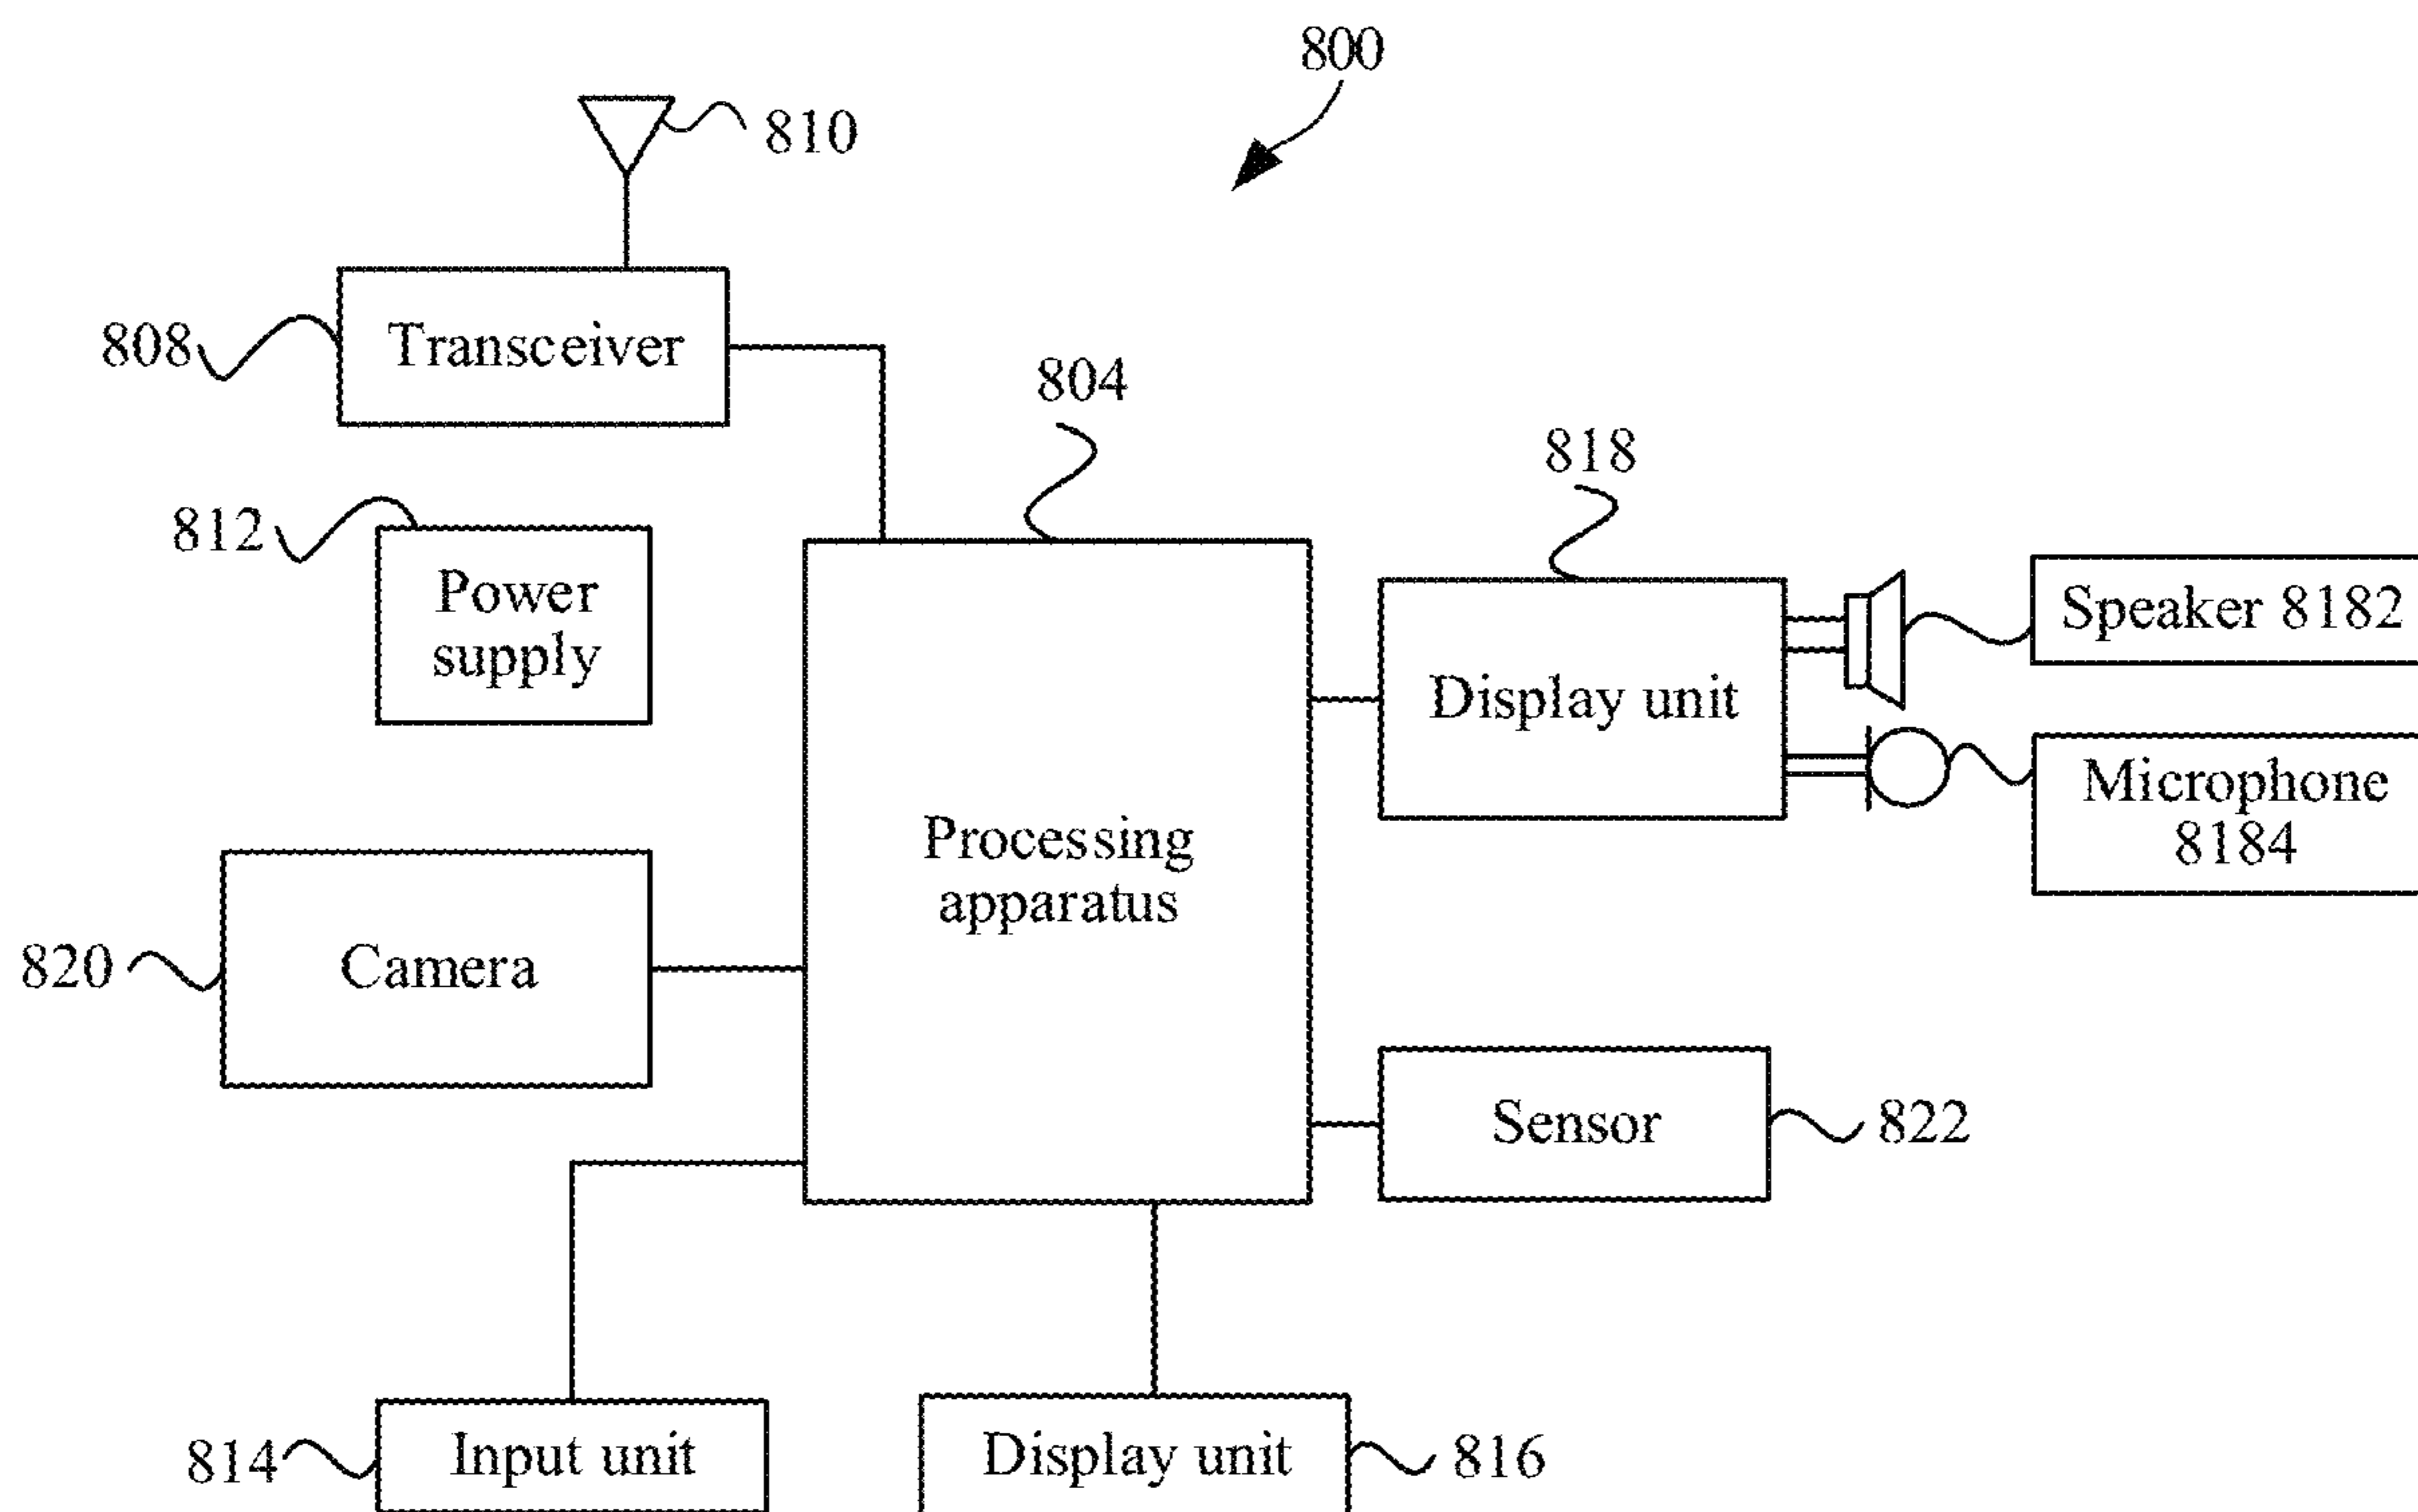 800
810
808
Transceiver
804
818
812
Power
supply
Speaker 8182
Display unit
Microphone
8184
Processing
apparatus
820
Camera
Sensor
822
814
Input unit
Display unit
816